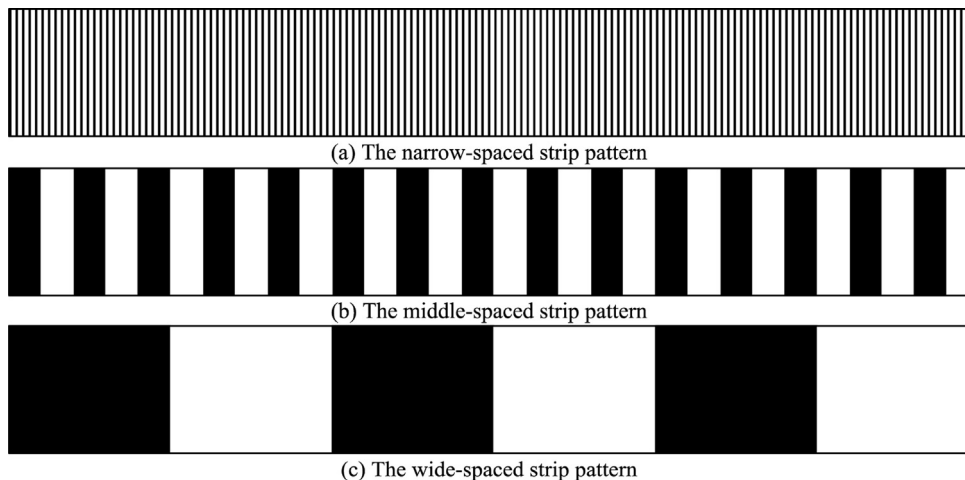 (a) The narrow-spaced strip pattern
(b) The middle-spaced strip pattern
(c) The wide-spaced strip pattern